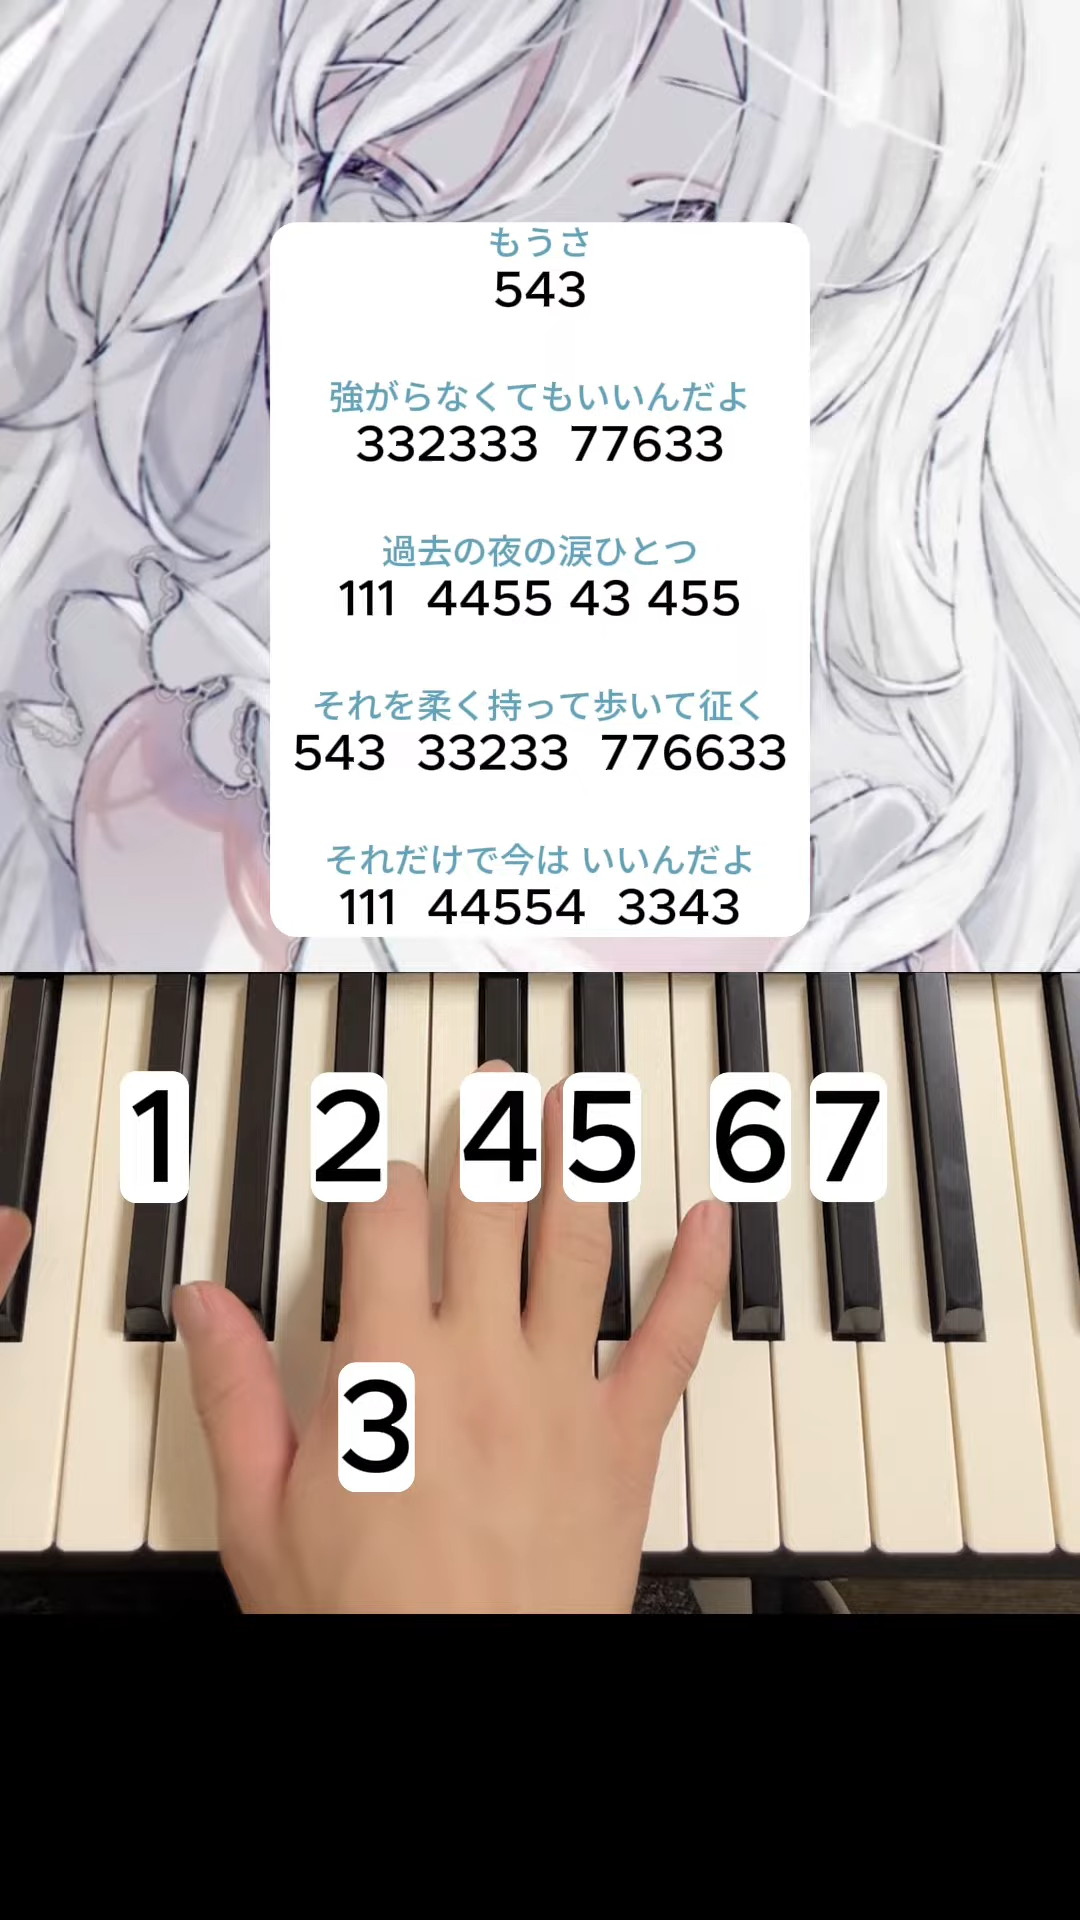 もうさ
543
強がらなくてもいいんだよ
332333 77633
過去の夜の涙ひとつ
111 4455 43 455
それを柔く持って歩いて征く
543 33233 776633
それだけで今は いいんだよ
111 44554 3343
1 2 4 5 6 7
3